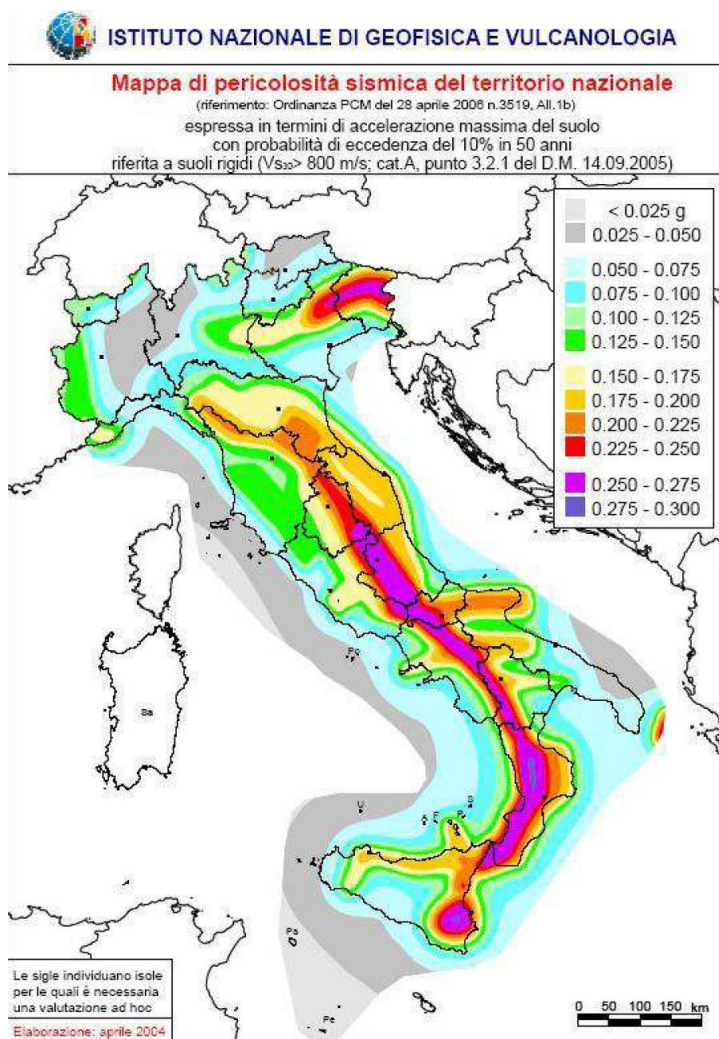 ISTITUTO NAZIONALE DI GEOFISICA E VULCANOLOGIA
Mappa di pericolosità sismica del territorio nazionale
(riferimento: Ordinanza PCM del 28 aprile 2006 n.3519, All.1b)
espressa in termini di accelerazione massima del suolo
con probabilità di eccedenza del 10% in 50 anni
riferita a suoli rigidi (Vs30> 800 m/s; cat.A, punto 3.2.1 del D.M. 14.09.2005)
< 0.025 g
0.025 - 0.050
0.050 - 0.075
0.075 - 0.100
0.100 - 0.125
0.125 - 0.150
0.150 - 0.175
0.175 - 0.200
0.200 - 0.225
0.225 - 0.250
0.250 - 0.275
0.275 - 0.300
Po
Sa
U
A
F
P
S
Pa
Pe
Le sigle individuano isole
per le quali è necessaria
una valutazione ad hoc
Elaborazione: aprile 2004
0 50 100 150 km